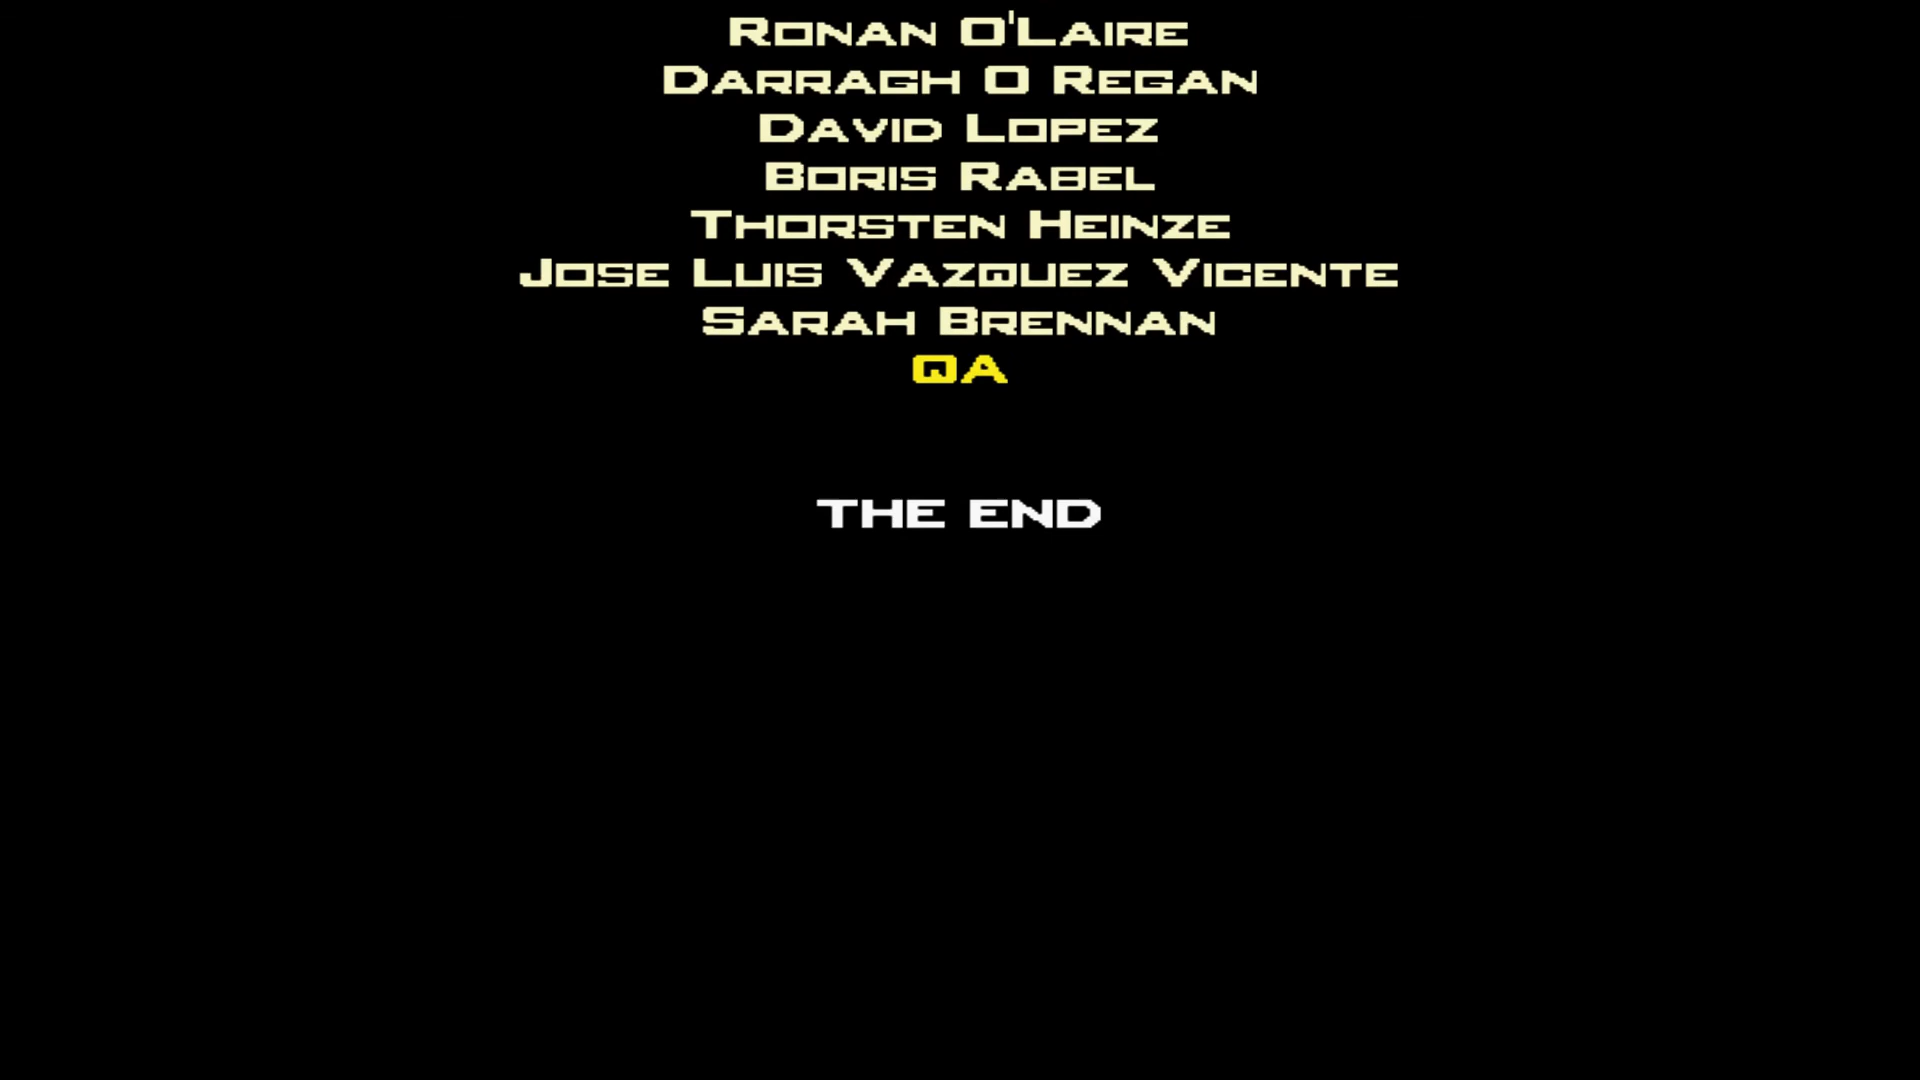 Ronan O'Laire
Darragh O Regan
David Lopez
Boris Rabel
Thorsten Heinze
Jose Luis Vazquez Vicente
Sarah Brennan
QA
THE END